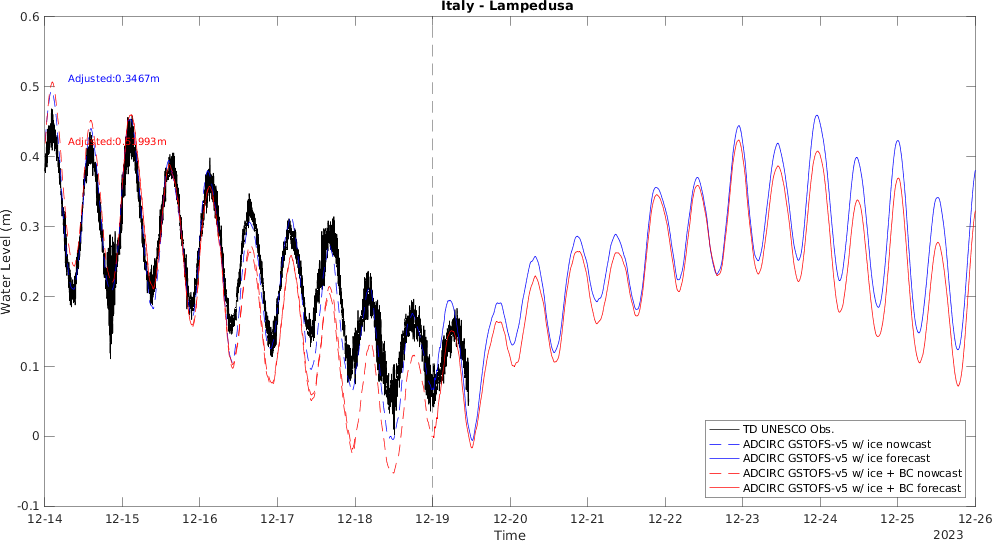 Italy - Lampedusa
0.6
0.5
0.4
0.3
0.2
0.1
0
-0.1
Water Level (m)
Adjusted:0.3467m
TD UNESCO Obs.
ADCIRC GSTOFS-v5 w/ ice nowcast
ADCIRC GSTOFS-v5 w/ ice forecast
ADCIRC GSTOFS-v5 w/ ice + BC nowcast
ADCIRC GSTOFS-v5 w/ ice + BC forecast
12-14 12-15 12-16 12-17 12-18 12-19 12-20 12-21 12-22 12-23 12-24 12-25 12-26
Time
2023